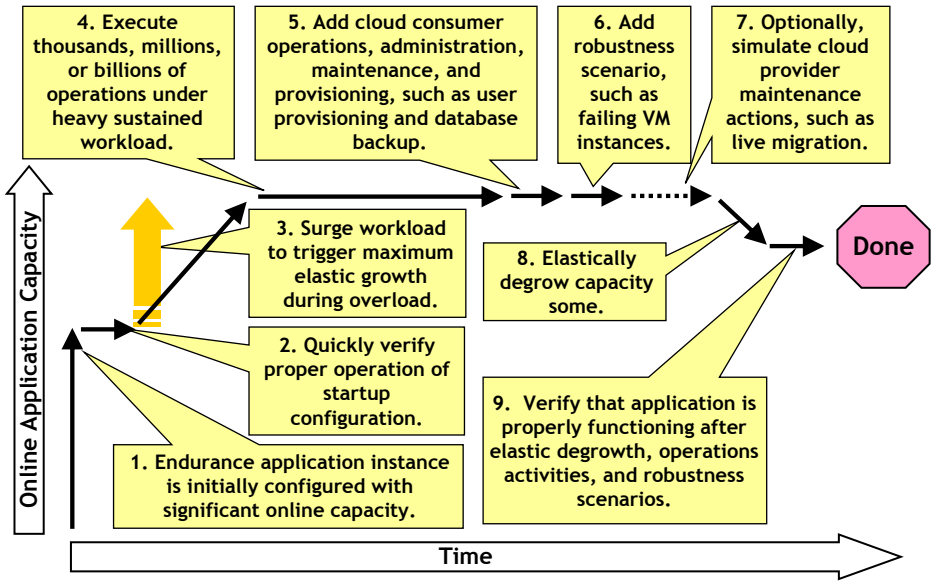 4. Execute
thousands, millions,
or billions of
operations under
heavy sustained
workload.
5. Add cloud consumer
operations, administration,
maintenance, and
provisioning, such as user
provisioning and database
backup.
6. Add
robustness
scenario,
such as
failing VM
instances.
7. Optionally,
simulate cloud
provider
maintenance
actions, such as
live migration.
Online Application Capacity
3. Surge workload
to trigger maximum
elastic growth
during overload.
8. Elastically
degrow capacity
some.
Done
2. Quickly verify
proper operation of
startup
configuration.
1. Endurance application instance
is initially configured with
significant online capacity.
9. Verify that application is
properly functioning after
elastic degrowth, operations
activities, and robustness
scenarios.
Time